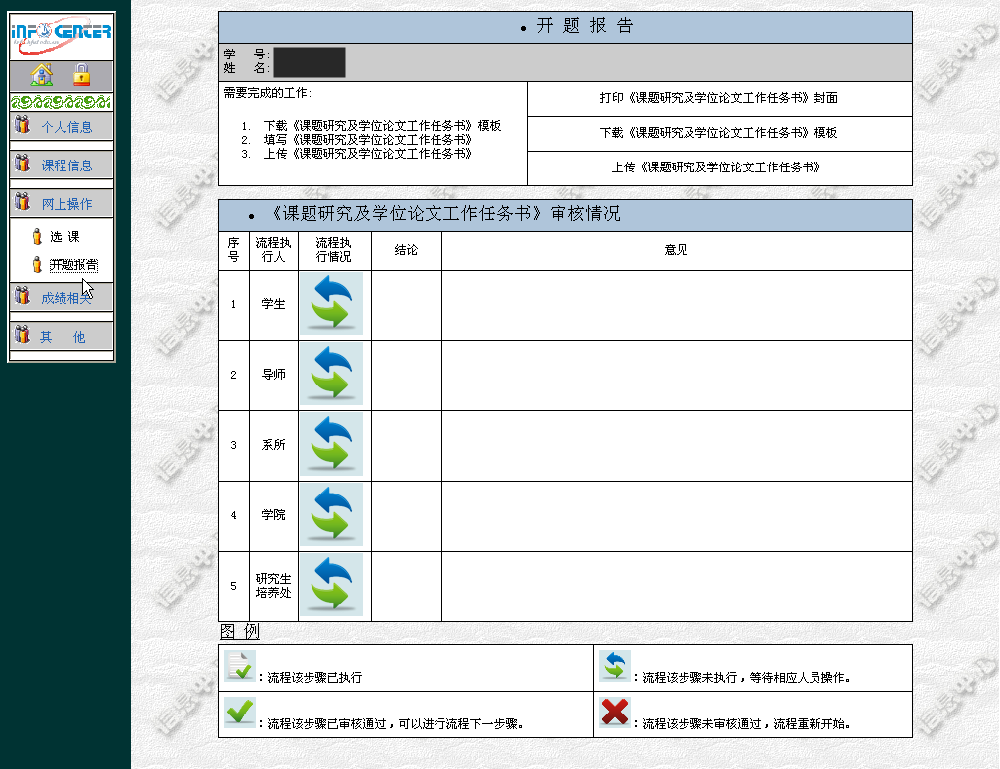 INFO CENTER
个人信息
课程信息
网上操作
选 课
开题报告
成绩相关
其 他
• 开 题 报 告
学 号:
姓 名:
需要完成的工作:
1. 下载《课题研究及学位论文工作任务书》模板
2. 填写《课题研究及学位论文工作任务书》
3. 上传《课题研究及学位论文工作任务书》
打印《课题研究及学位论文工作任务书》封面
下载《课题研究及学位论文工作任务书》模板
上传《课题研究及学位论文工作任务书》
• 《课题研究及学位论文工作任务书》审核情况
序号 流程执行人 流程执行情况 结论 意见
1 学生
2 导师
3 系所
4 学院
5 研究生培养处
图 例
：流程该步骤已执行
：流程该步骤未执行，等待相应人员操作。
：流程该步骤已审核通过，可以进行流程下一步骤。
：流程该步骤未审核通过，流程重新开始。